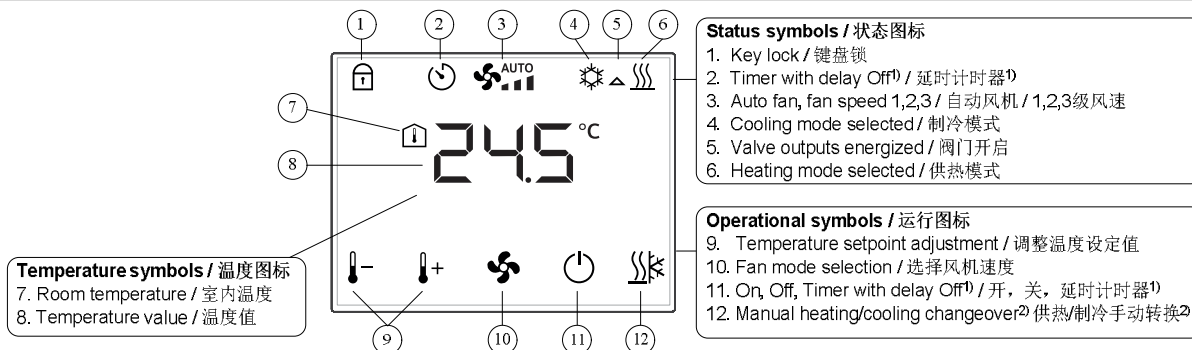 1 2 3 4 5 6
AUTO
7
24.5 °C
8
− +
9 10 11 12
Temperature symbols / 温度图标
7. Room temperature / 室内温度
8. Temperature value / 温度值
Status symbols / 状态图标
1. Key lock / 键盘锁
2. Timer with delay Off1) / 延时计时器1)
3. Auto fan, fan speed 1,2,3 / 自动风机 / 1,2,3级风速
4. Cooling mode selected / 制冷模式
5. Valve outputs energized / 阀门开启
6. Heating mode selected / 供热模式
Operational symbols / 运行图标
9. Temperature setpoint adjustment / 调整温度设定值
10. Fan mode selection / 选择风机速度
11. On, Off, Timer with delay Off1) / 开，关，延时计时器1)
12. Manual heating/cooling changeover2) 供热/制冷手动转换2)